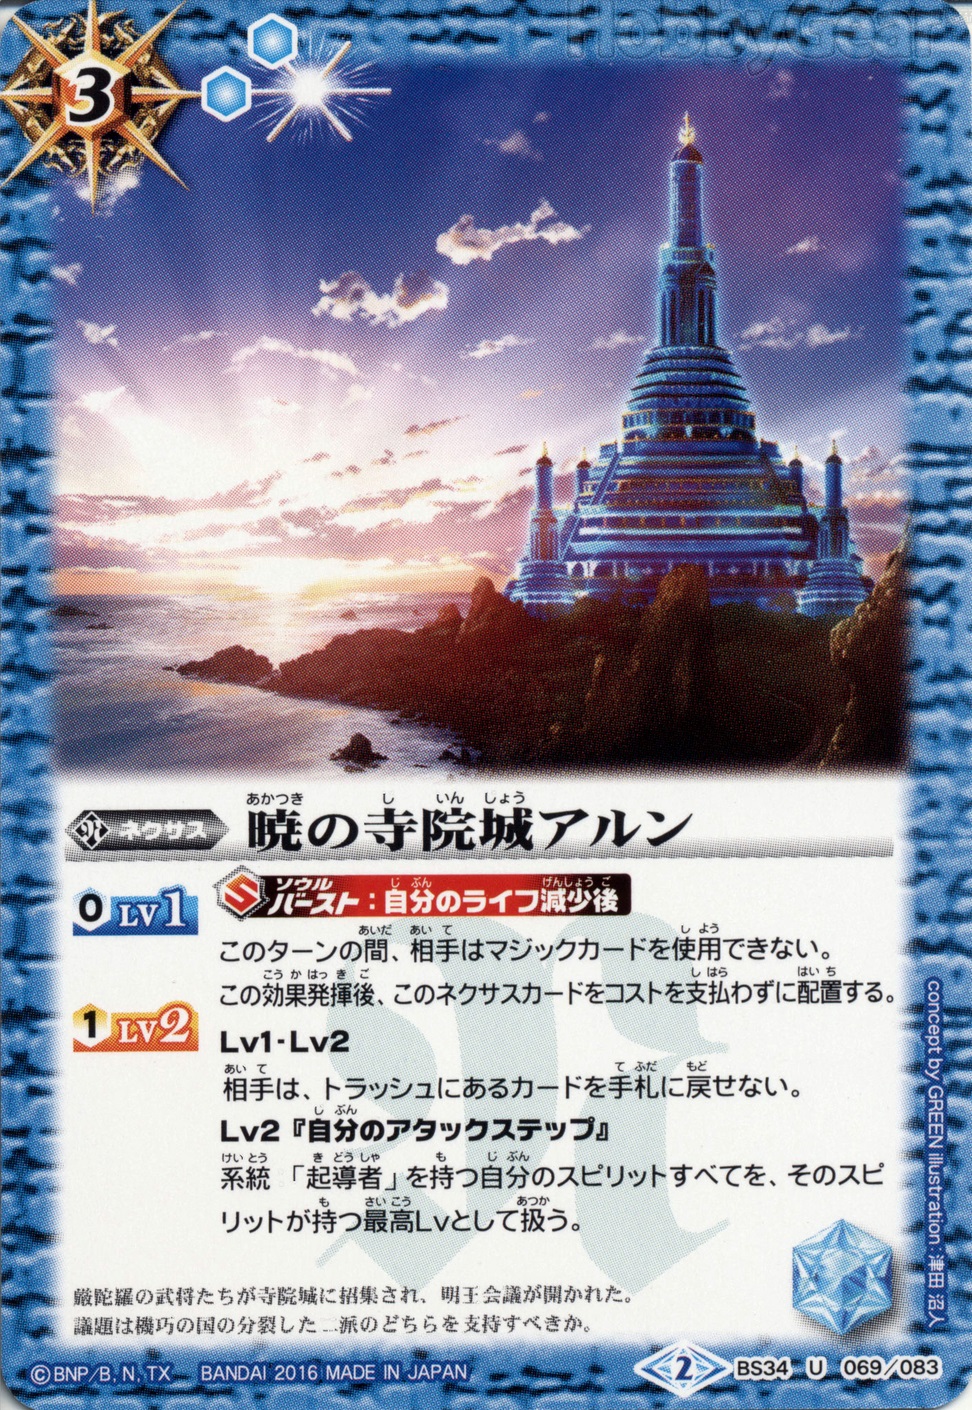 HobbyGear
3
ネクサス 暁の寺院城アルン
あかつき じ いん じょう
0 LV1
ソウルバースト：自分のライフ減少後
このターンの間、相手はマジックカードを使用できない。
この効果発揮後、このネクサスカードをコストを支払わずに配置する。
1 LV2
Lv1・Lv2
相手は、トラッシュにあるカードを手札に戻せない。
Lv2『自分のアタックステップ』
系統「起導者」を持つ自分のスピリットすべてを、そのスピ
リットが持つ最高Lvとして扱う。
厳陀羅の武将たちが寺院城に招集され、明王会議が開かれた。
議題は機巧の国の分裂した二派のどちらを支持すべきか。
concept by GREEN illustration：津田 沼人
©BNP/B, N, TX BANDAI 2016 MADE IN JAPAN
2 BS34 U 069/083